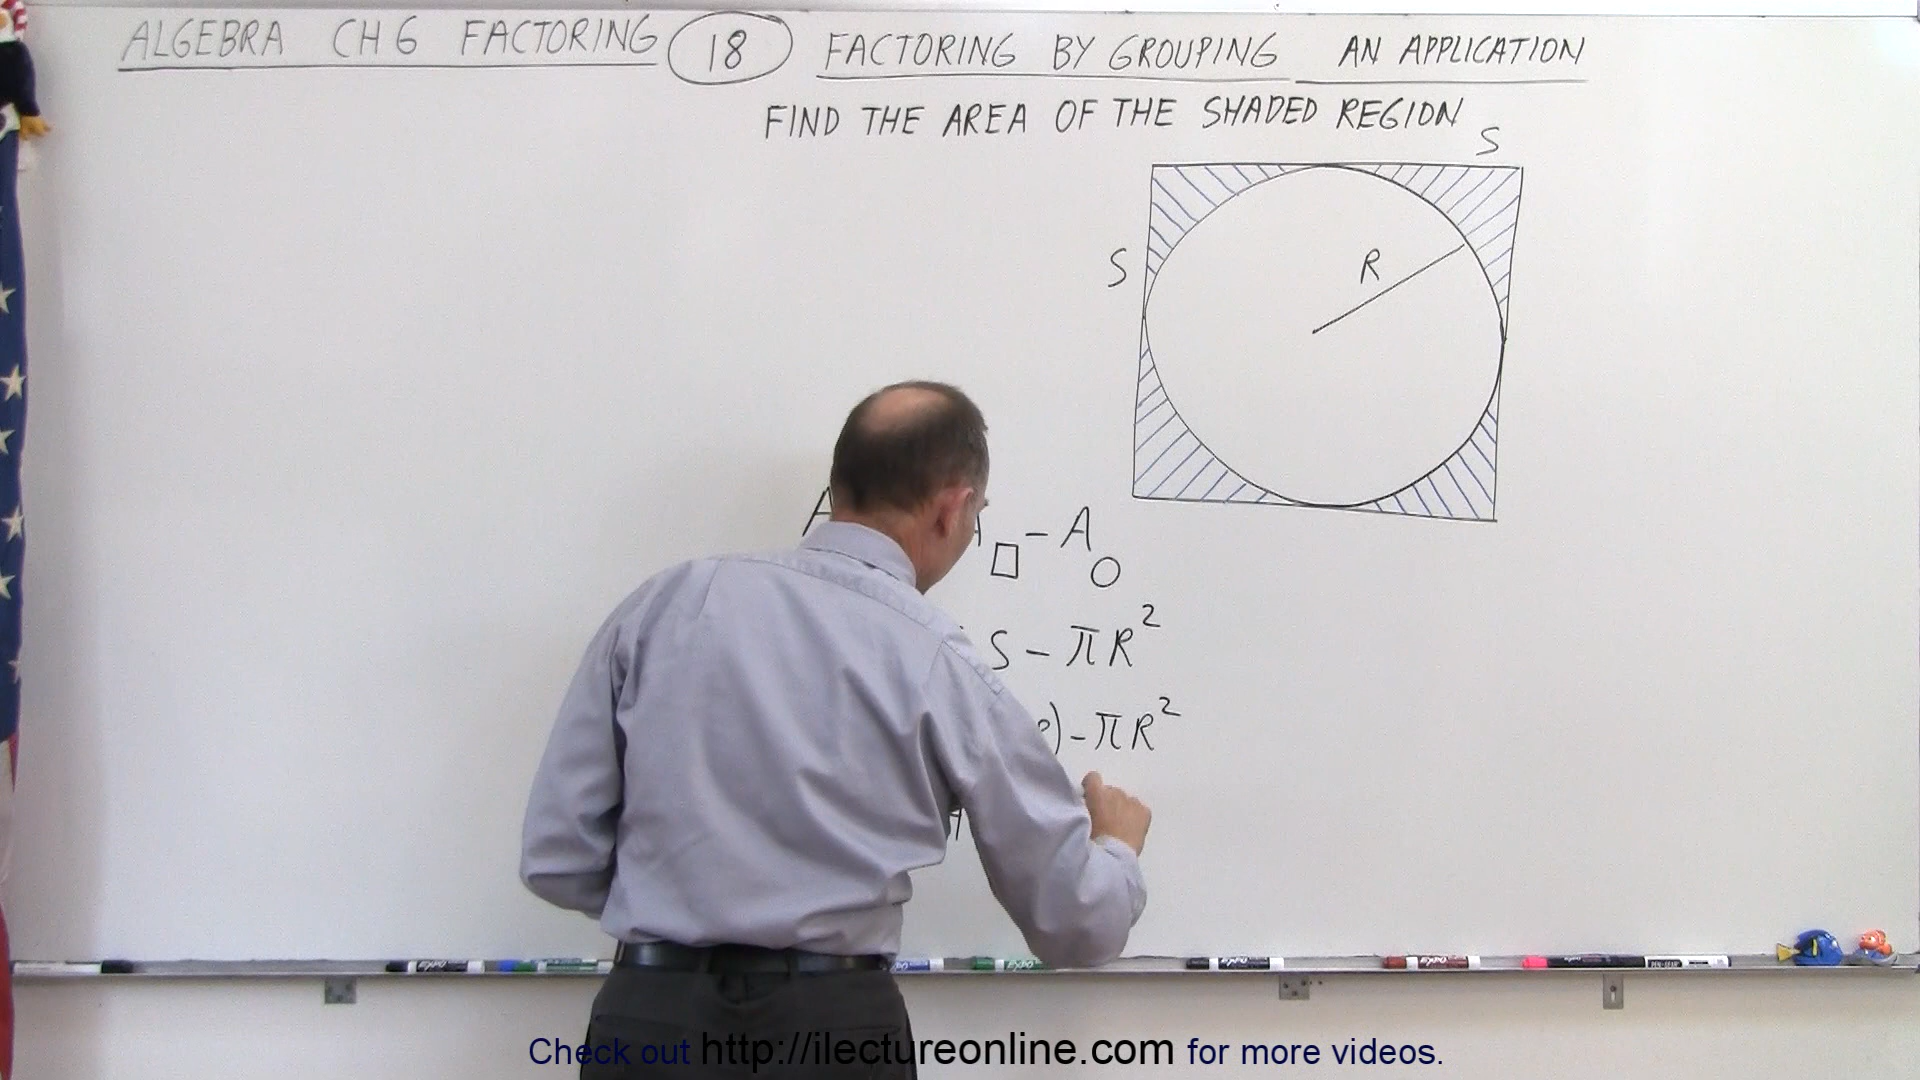 ALGEBRA CH 6 FACTORING 18 FACTORING BY GROUPING AN APPLICATION
FIND THE AREA OF THE SHADED REGION
S
S
R
A □ - A ○
S - πR²
) - πR²
Check out http://ilectureonline.com for more videos.